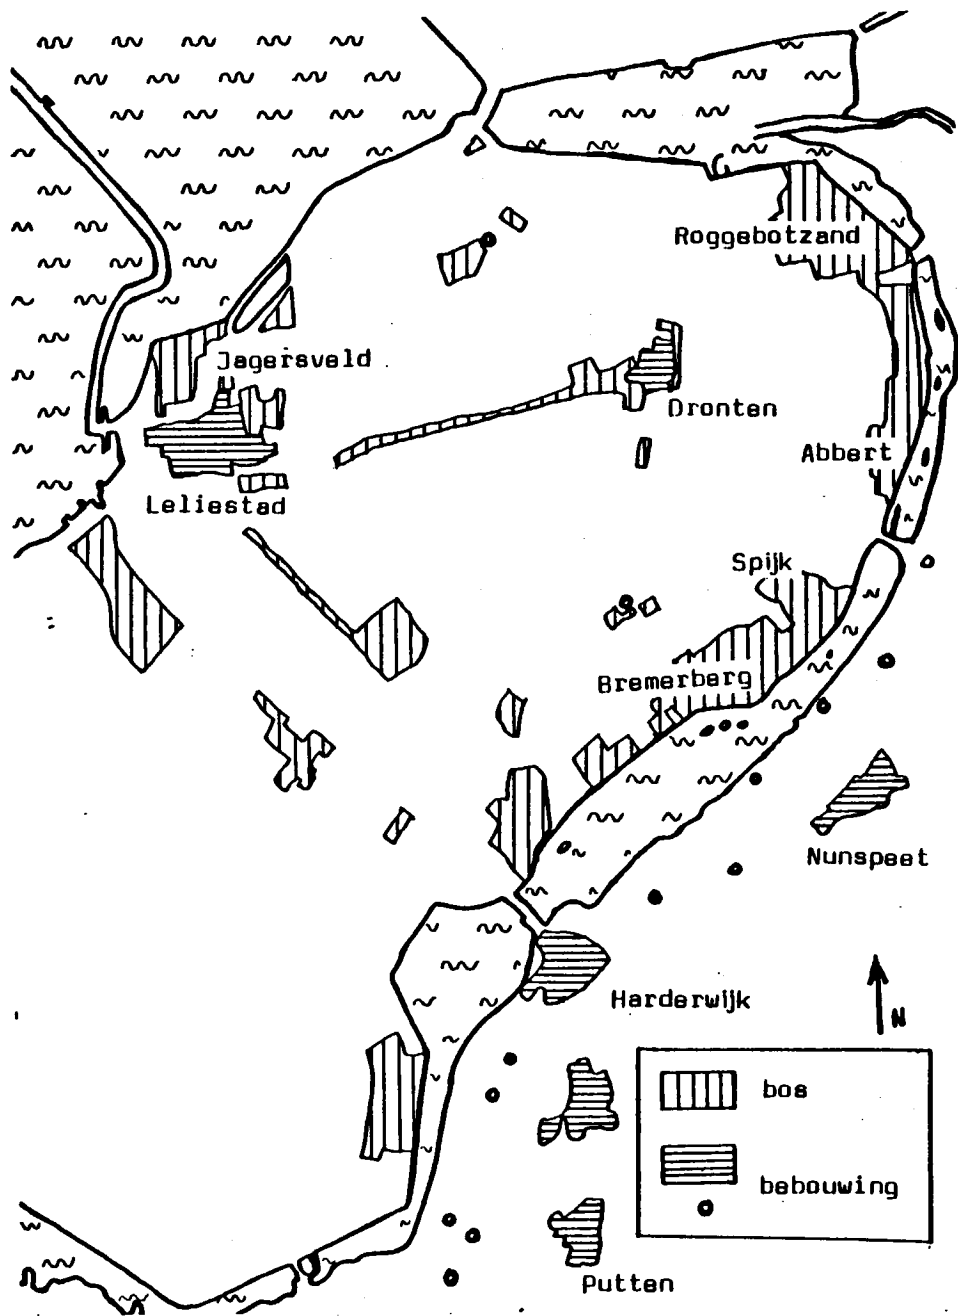 Roggebotzand
Jagersveld
Dronten
Abbert
Leliestad
Spijk
Bremerberg
Nunspeet
Harderwijk
N
bos
bebouwing
Putten